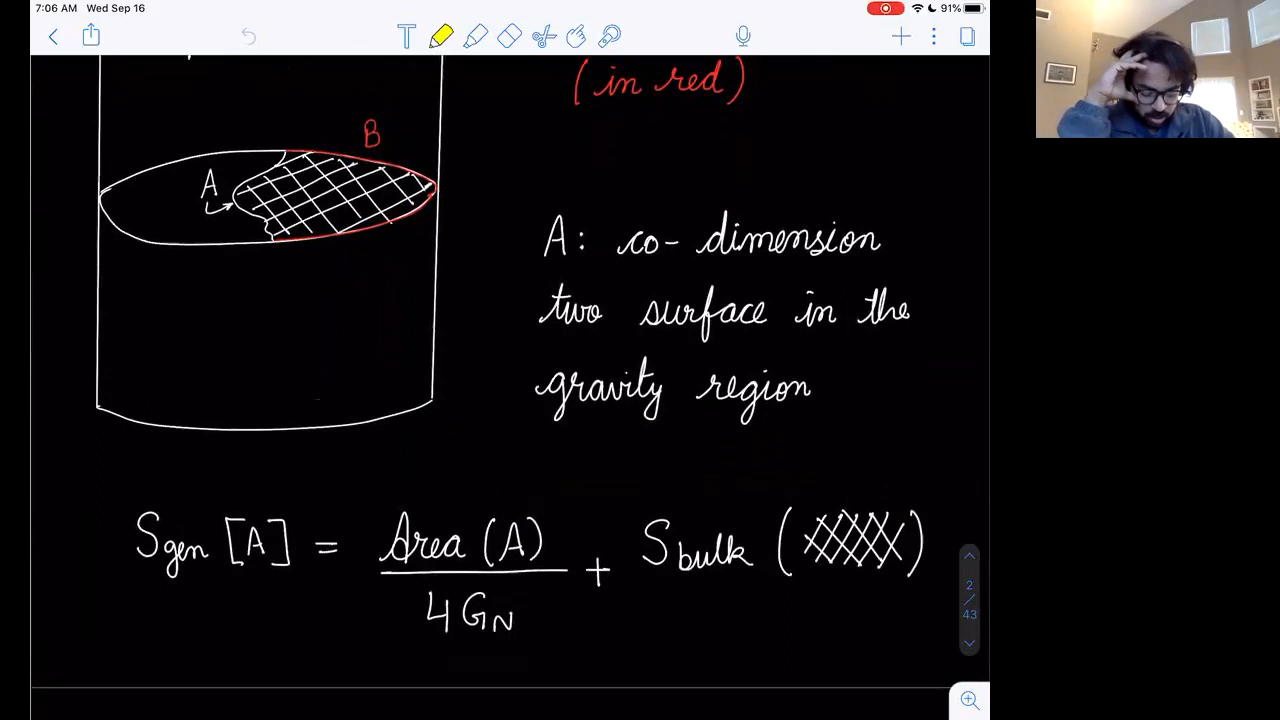 7:06 AM Wed Sep 16
91%
T
(in red)
B
A
A: co-dimension
two surface in the
gravity region
Sgen [A] = Area (A) / 4GN + Sbulk ( )
2
/
43